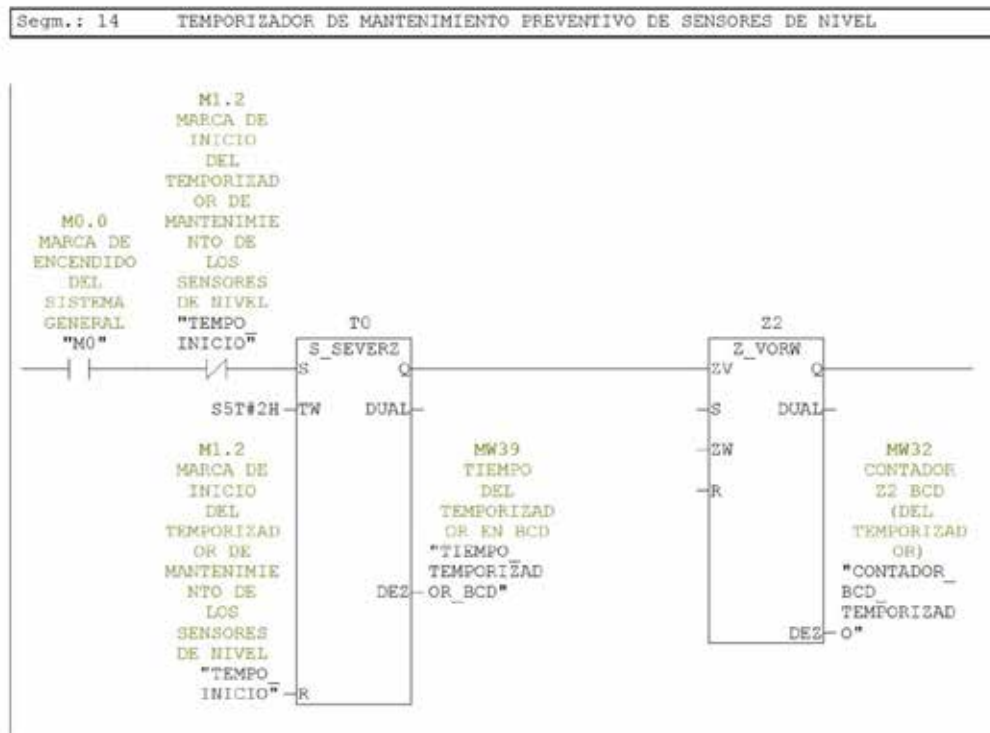 Segm.: 14 TEMPORIZADOR DE MANTENIMIENTO PREVENTIVO DE SENSORES DE NIVEL
M1.2
MARCA DE
INICIO
DEL
TEMPORIZAD
OR DE
MANTENIMIE
NTO DE
LOS
SENSORES
DE NIVEL
"TEMPO_
INICIO"
M0.0
MARCA DE
ENCENDIDO
DEL
SISTEMA
GENERAL
"M0"
T0
S_SEVERZ
S
Q
S5T#2H
TW
DUAL
M1.2
MARCA DE
INICIO
DEL
TEMPORIZAD
OR DE
MANTENIMIE
NTO DE
LOS
SENSORES
DE NIVEL
"TEMPO_
INICIO"
R
MW39
TIEMPO
DEL
TEMPORIZAD
OR EN BCD
"TIEMPO_
TEMPORIZAD
OR_BCD"
DEZ
Z2
Z_VORW
ZV
Q
S
DUAL
ZW
R
MW32
CONTADOR
Z2 BCD
(DEL
TEMPORIZAD
OR)
"CONTADOR_
BCD_
TEMPORIZAD
O"
DEZ